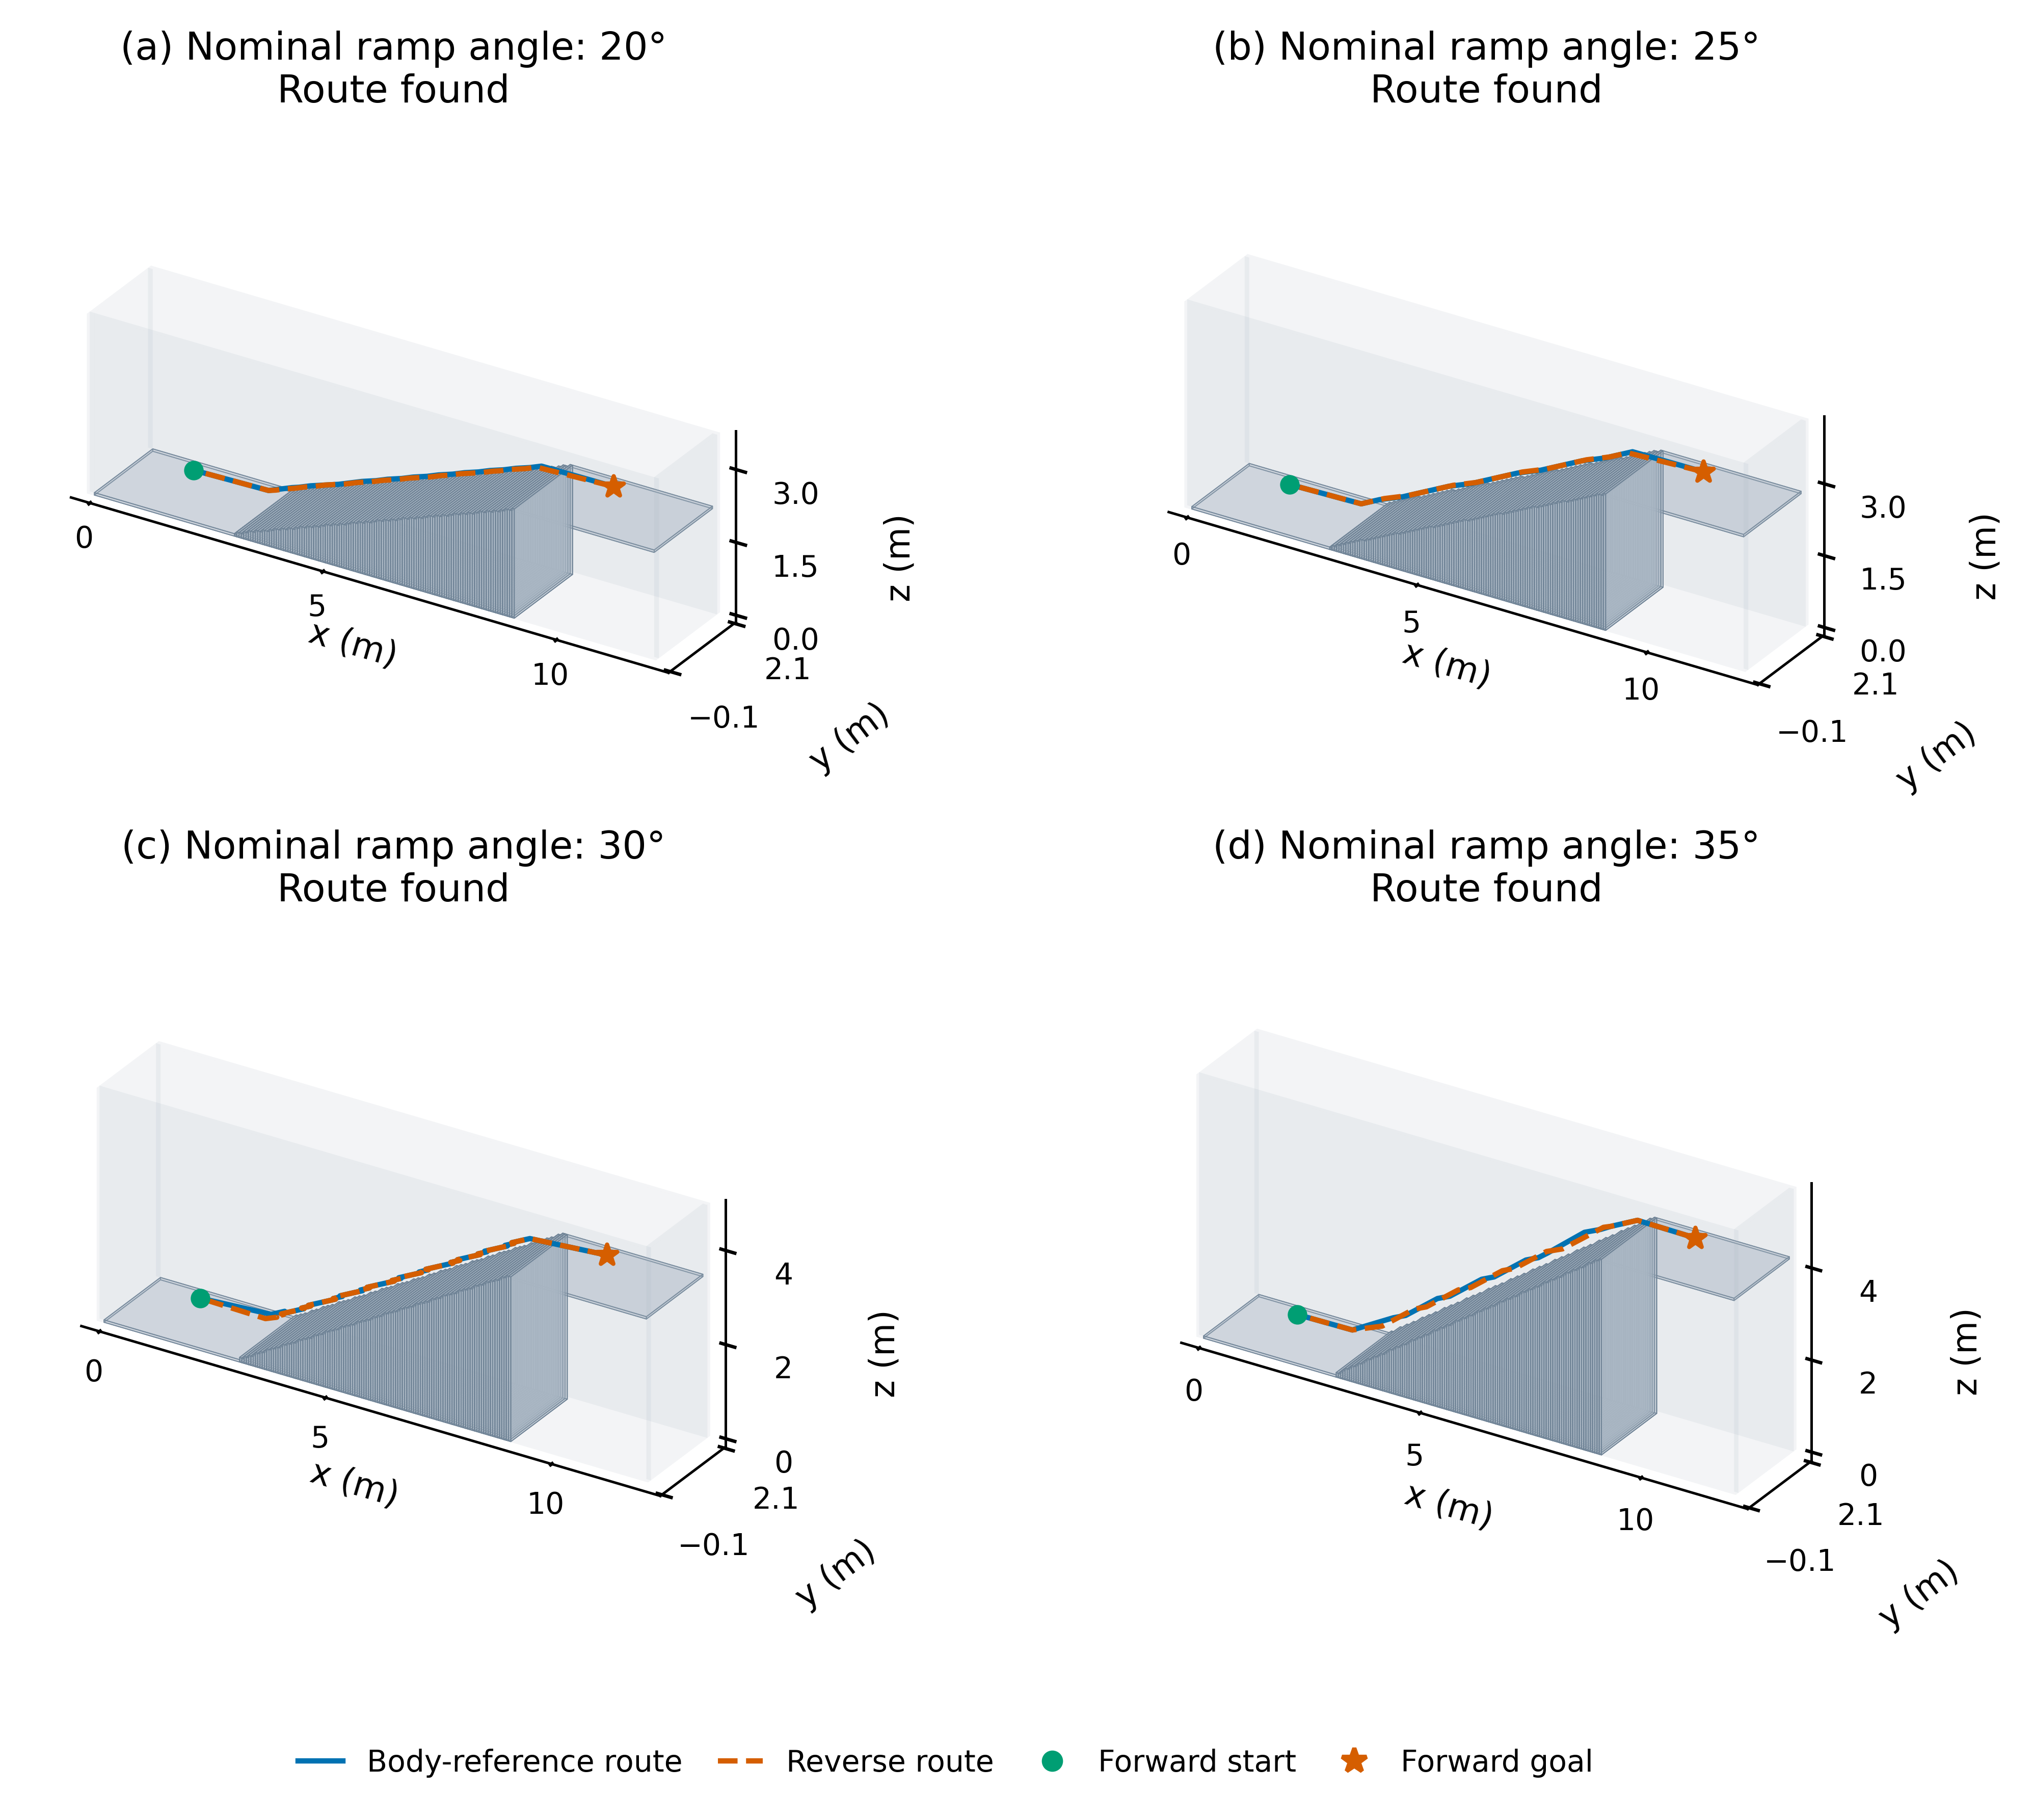 (a) Nominal ramp angle: 20°
Route found
3.0
1.5
0.0
z (m)
0
5
10
x (m)
2.1
−0.1
y (m)
(b) Nominal ramp angle: 25°
Route found
3.0
1.5
0.0
z (m)
0
5
10
x (m)
2.1
−0.1
y (m)
(c) Nominal ramp angle: 30°
Route found
4
2
0
z (m)
0
5
10
x (m)
2.1
−0.1
y (m)
(d) Nominal ramp angle: 35°
Route found
4
2
0
z (m)
0
5
10
x (m)
2.1
−0.1
y (m)
Body-reference route
Reverse route
Forward start
Forward goal